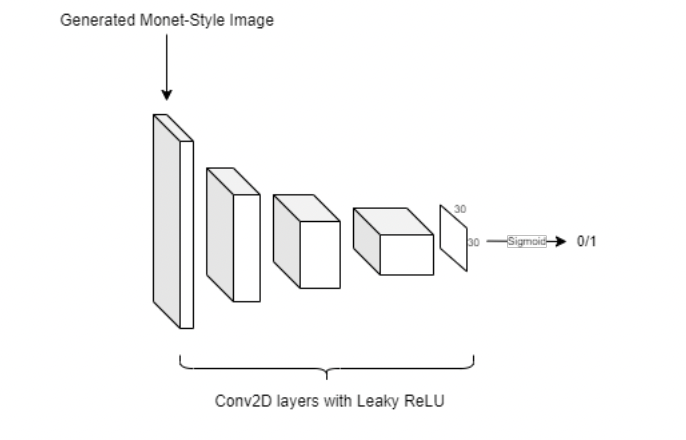 Generated Monet-Style Image
30
30
Sigmoid
0/1
Conv2D layers with Leaky ReLU